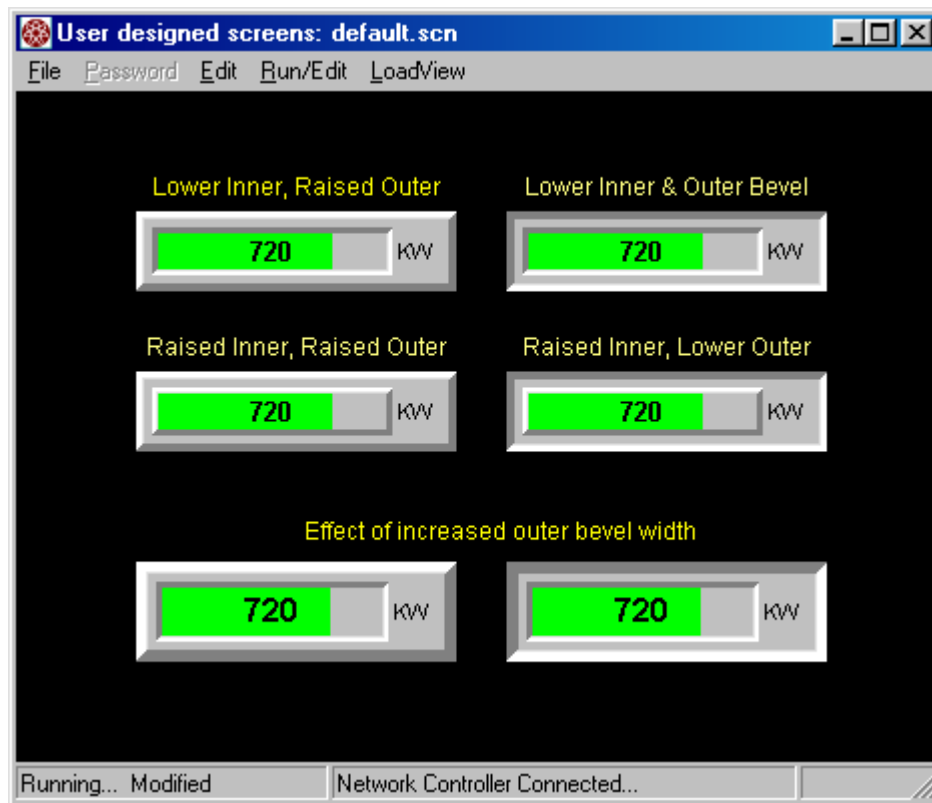 User designed screens: default.scn
File Password Edit Run/Edit LoadView
Lower Inner, Raised Outer
Lower Inner & Outer Bevel
720 KW
720 KW
Raised Inner, Raised Outer
Raised Inner, Lower Outer
720 KW
720 KW
Effect of increased outer bevel width
720 KW
720 KW
Running... Modified
Network Controller Connected...